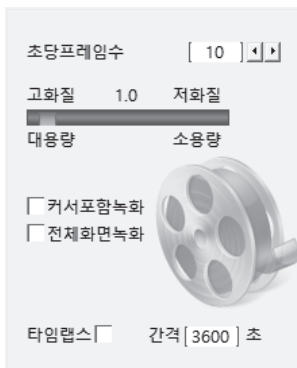 초당프레임수 [ 10 ]
고화질 1.0 저화질
대용량 소용량
커서포함녹화
전체화면녹화
타임랩스 간격 [ 3600 ] 초